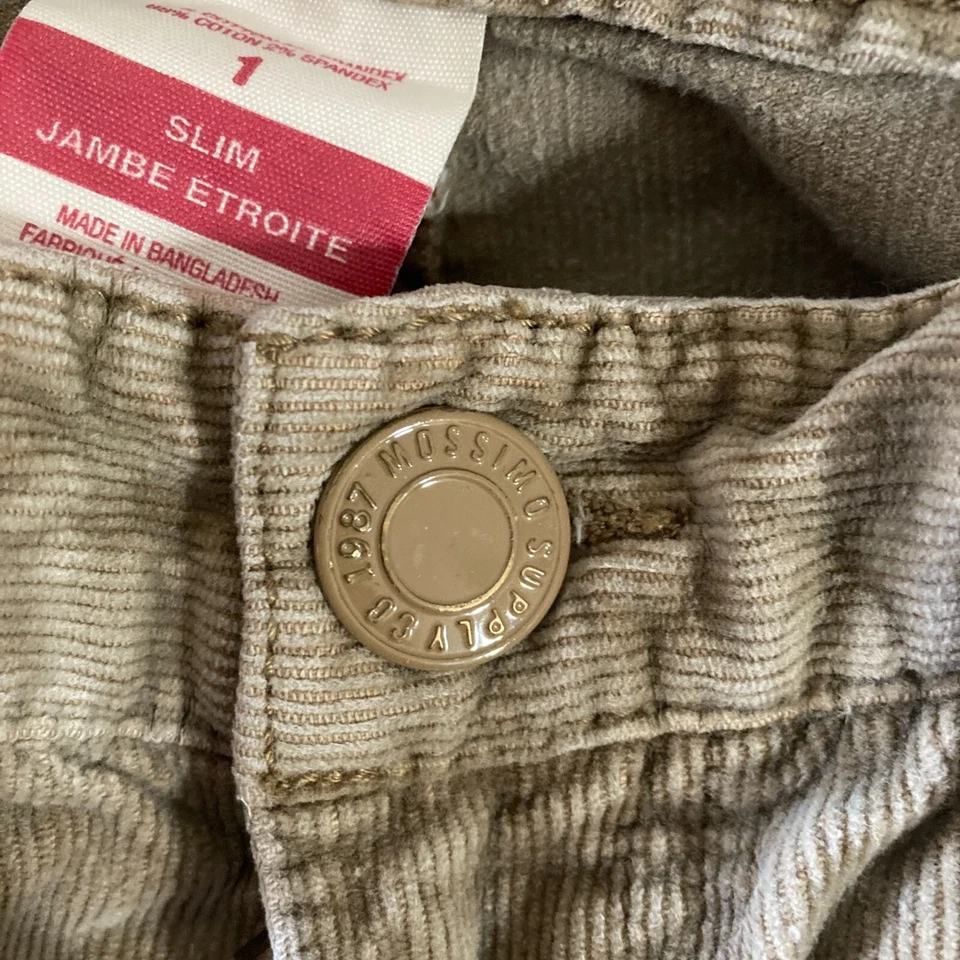 98% COTON 2% SPANDEX
1
SLIM
JAMBE ÉTROITE
MADE IN BANGLADESH
1987 MOSSIMO SUPPLY CO